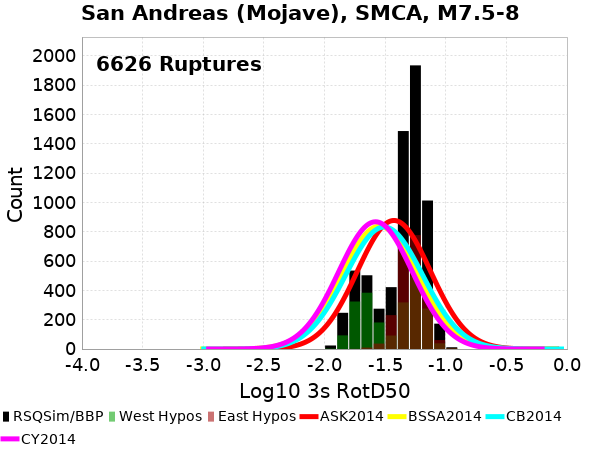 San Andreas (Mojave), SMCA, M7.5-8
6626 Ruptures
Count
2000
1800
1600
1400
1200
1000
800
600
400
200
0
-4.0 -3.5 -3.0 -2.5 -2.0 -1.5 -1.0 -0.5 0.0
Log10 3s RotD50
RSQSim/BBP West Hypos East Hypos ASK2014 BSSA2014 CB2014
CY2014